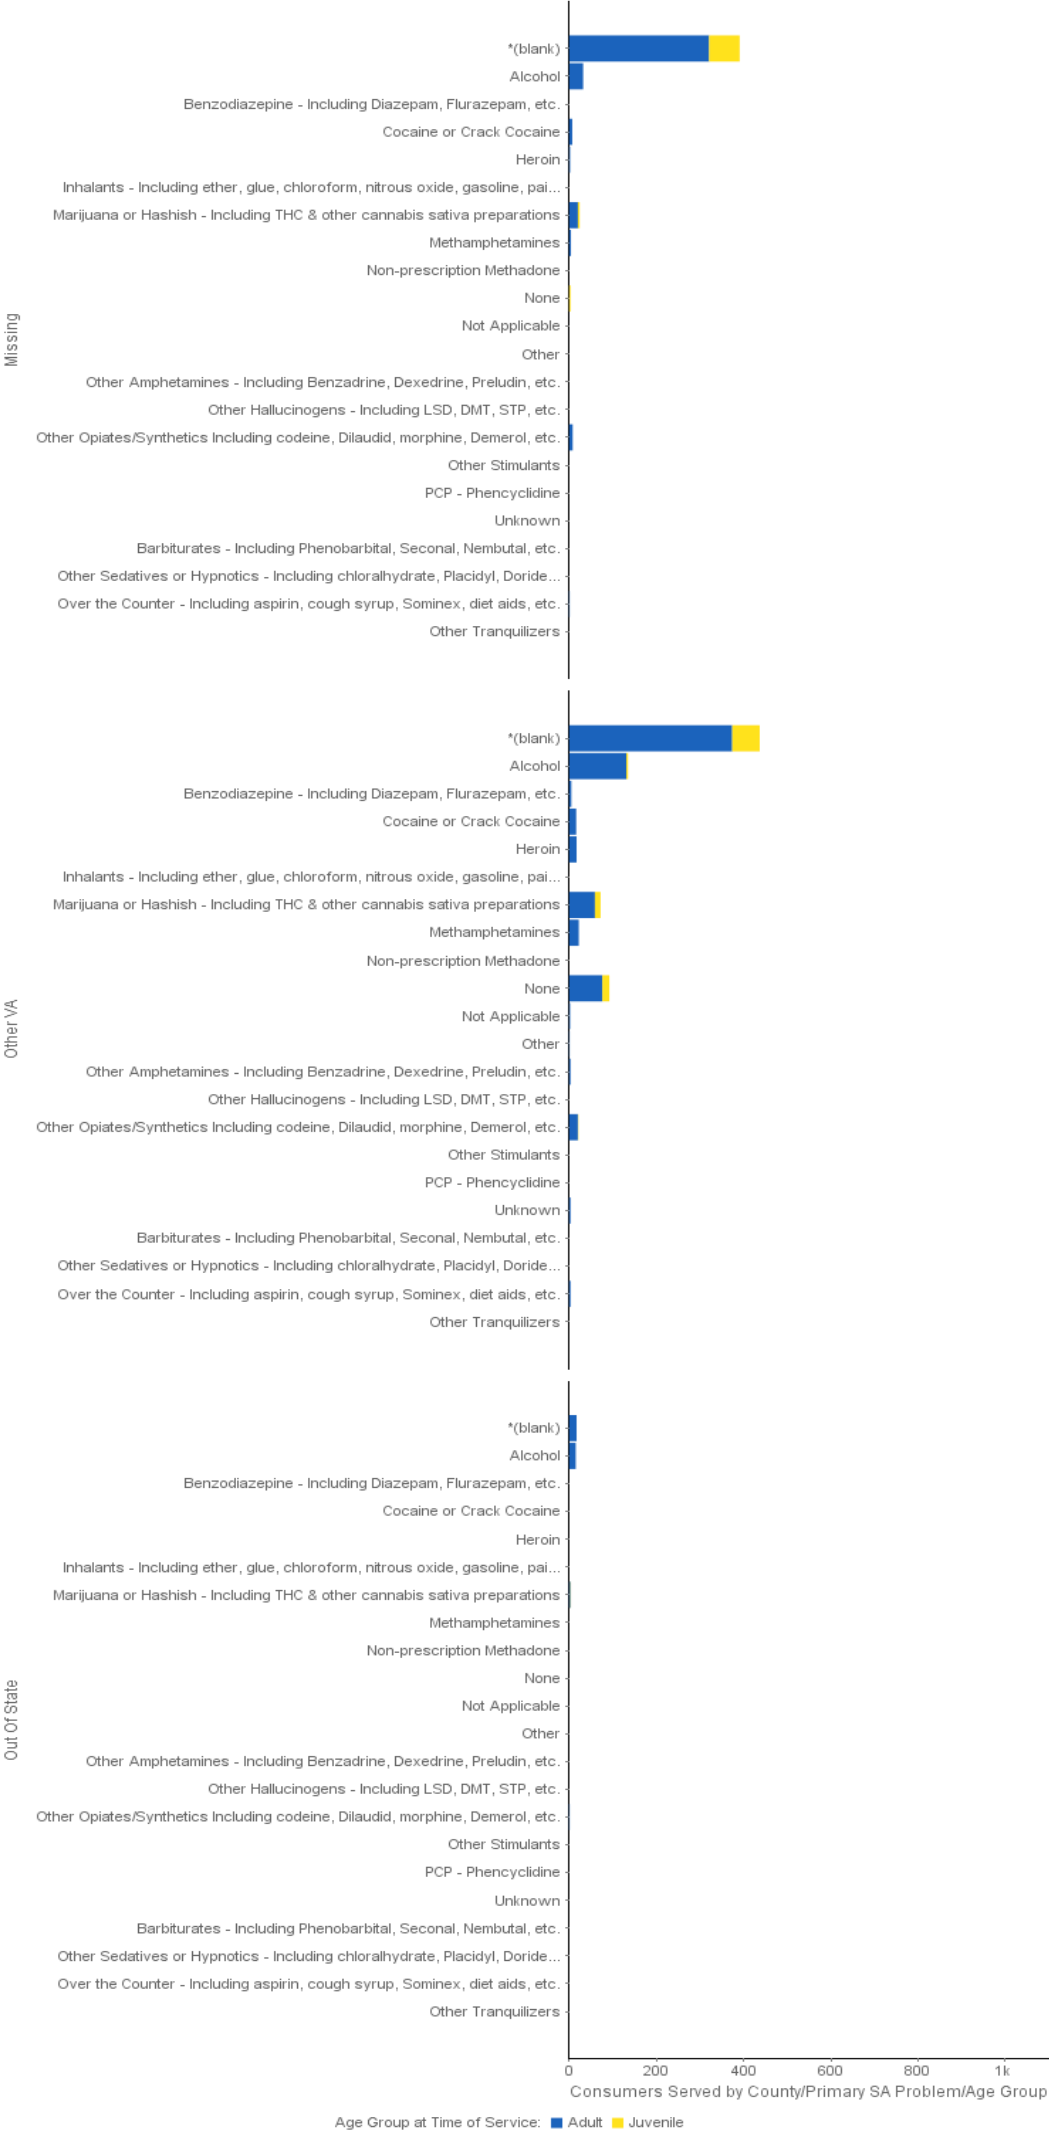 Missing
*(blank)
Alcohol
Benzodiazepine - Including Diazepam, Flurazepam, etc.
Cocaine or Crack Cocaine
Heroin
Inhalants - Including ether, glue, chloroform, nitrous oxide, gasoline, pai...
Marijuana or Hashish - Including THC & other cannabis sativa preparations
Methamphetamines
Non-prescription Methadone
None
Not Applicable
Other
Other Amphetamines - Including Benzadrine, Dexedrine, Preludin, etc.
Other Hallucinogens - Including LSD, DMT, STP, etc.
Other Opiates/Synthetics Including codeine, Dilaudid, morphine, Demerol, etc.
Other Stimulants
PCP - Phencyclidine
Unknown
Barbiturates - Including Phenobarbital, Seconal, Nembutal, etc.
Other Sedatives or Hypnotics - Including chloralhydrate, Placidyl, Doride...
Over the Counter - Including aspirin, cough syrup, Sominex, diet aids, etc.
Other Tranquilizers
Other VA
*(blank)
Alcohol
Benzodiazepine - Including Diazepam, Flurazepam, etc.
Cocaine or Crack Cocaine
Heroin
Inhalants - Including ether, glue, chloroform, nitrous oxide, gasoline, pai...
Marijuana or Hashish - Including THC & other cannabis sativa preparations
Methamphetamines
Non-prescription Methadone
None
Not Applicable
Other
Other Amphetamines - Including Benzadrine, Dexedrine, Preludin, etc.
Other Hallucinogens - Including LSD, DMT, STP, etc.
Other Opiates/Synthetics Including codeine, Dilaudid, morphine, Demerol, etc.
Other Stimulants
PCP - Phencyclidine
Unknown
Barbiturates - Including Phenobarbital, Seconal, Nembutal, etc.
Other Sedatives or Hypnotics - Including chloralhydrate, Placidyl, Doride...
Over the Counter - Including aspirin, cough syrup, Sominex, diet aids, etc.
Other Tranquilizers
Out Of State
*(blank)
Alcohol
Benzodiazepine - Including Diazepam, Flurazepam, etc.
Cocaine or Crack Cocaine
Heroin
Inhalants - Including ether, glue, chloroform, nitrous oxide, gasoline, pai...
Marijuana or Hashish - Including THC & other cannabis sativa preparations
Methamphetamines
Non-prescription Methadone
None
Not Applicable
Other
Other Amphetamines - Including Benzadrine, Dexedrine, Preludin, etc.
Other Hallucinogens - Including LSD, DMT, STP, etc.
Other Opiates/Synthetics Including codeine, Dilaudid, morphine, Demerol, etc.
Other Stimulants
PCP - Phencyclidine
Unknown
Barbiturates - Including Phenobarbital, Seconal, Nembutal, etc.
Other Sedatives or Hypnotics - Including chloralhydrate, Placidyl, Doride...
Over the Counter - Including aspirin, cough syrup, Sominex, diet aids, etc.
Other Tranquilizers
0 200 400 600 800 1k
Consumers Served by County/Primary SA Problem/Age Group
Age Group at Time of Service: Adult Juvenile